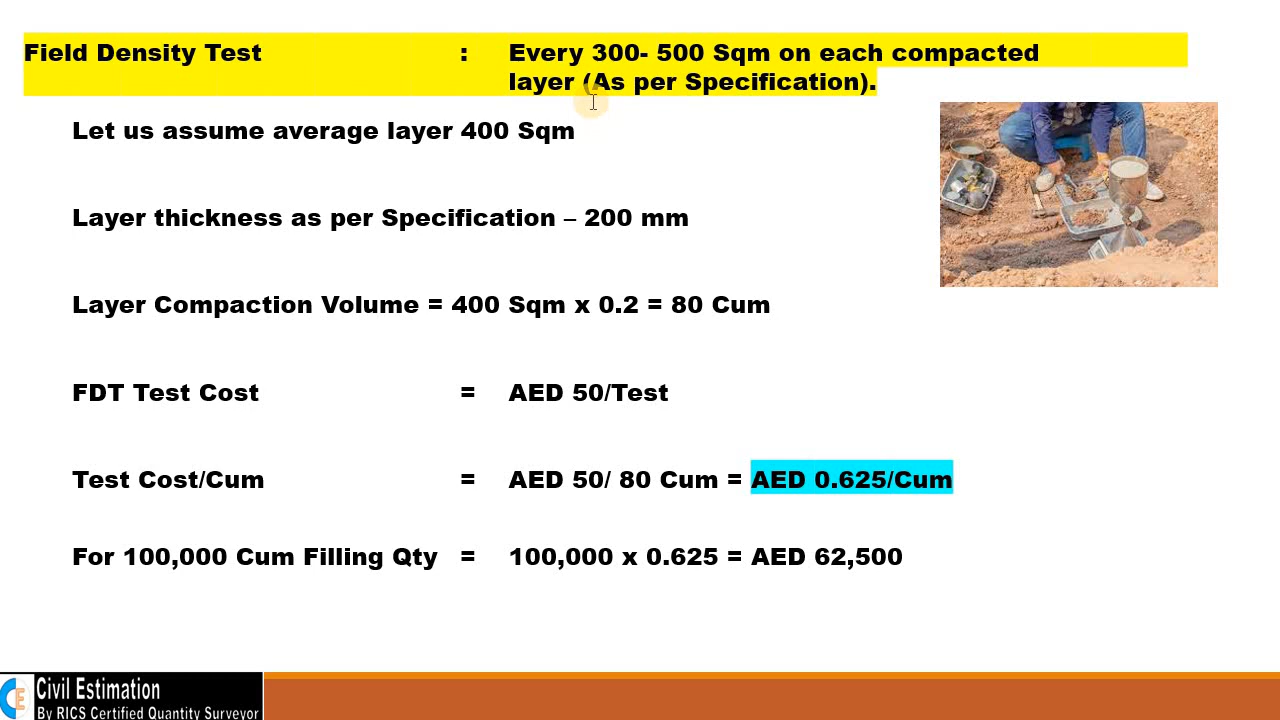 Field Density Test : Every 300- 500 Sqm on each compacted
layer (As per Specification).
Let us assume average layer 400 Sqm
Layer thickness as per Specification – 200 mm
Layer Compaction Volume = 400 Sqm x 0.2 = 80 Cum
FDT Test Cost = AED 50/Test
Test Cost/Cum = AED 50/ 80 Cum = AED 0.625/Cum
For 100,000 Cum Filling Qty = 100,000 x 0.625 = AED 62,500
CE
Civil Estimation
By RICS Certified Quantity Surveyor